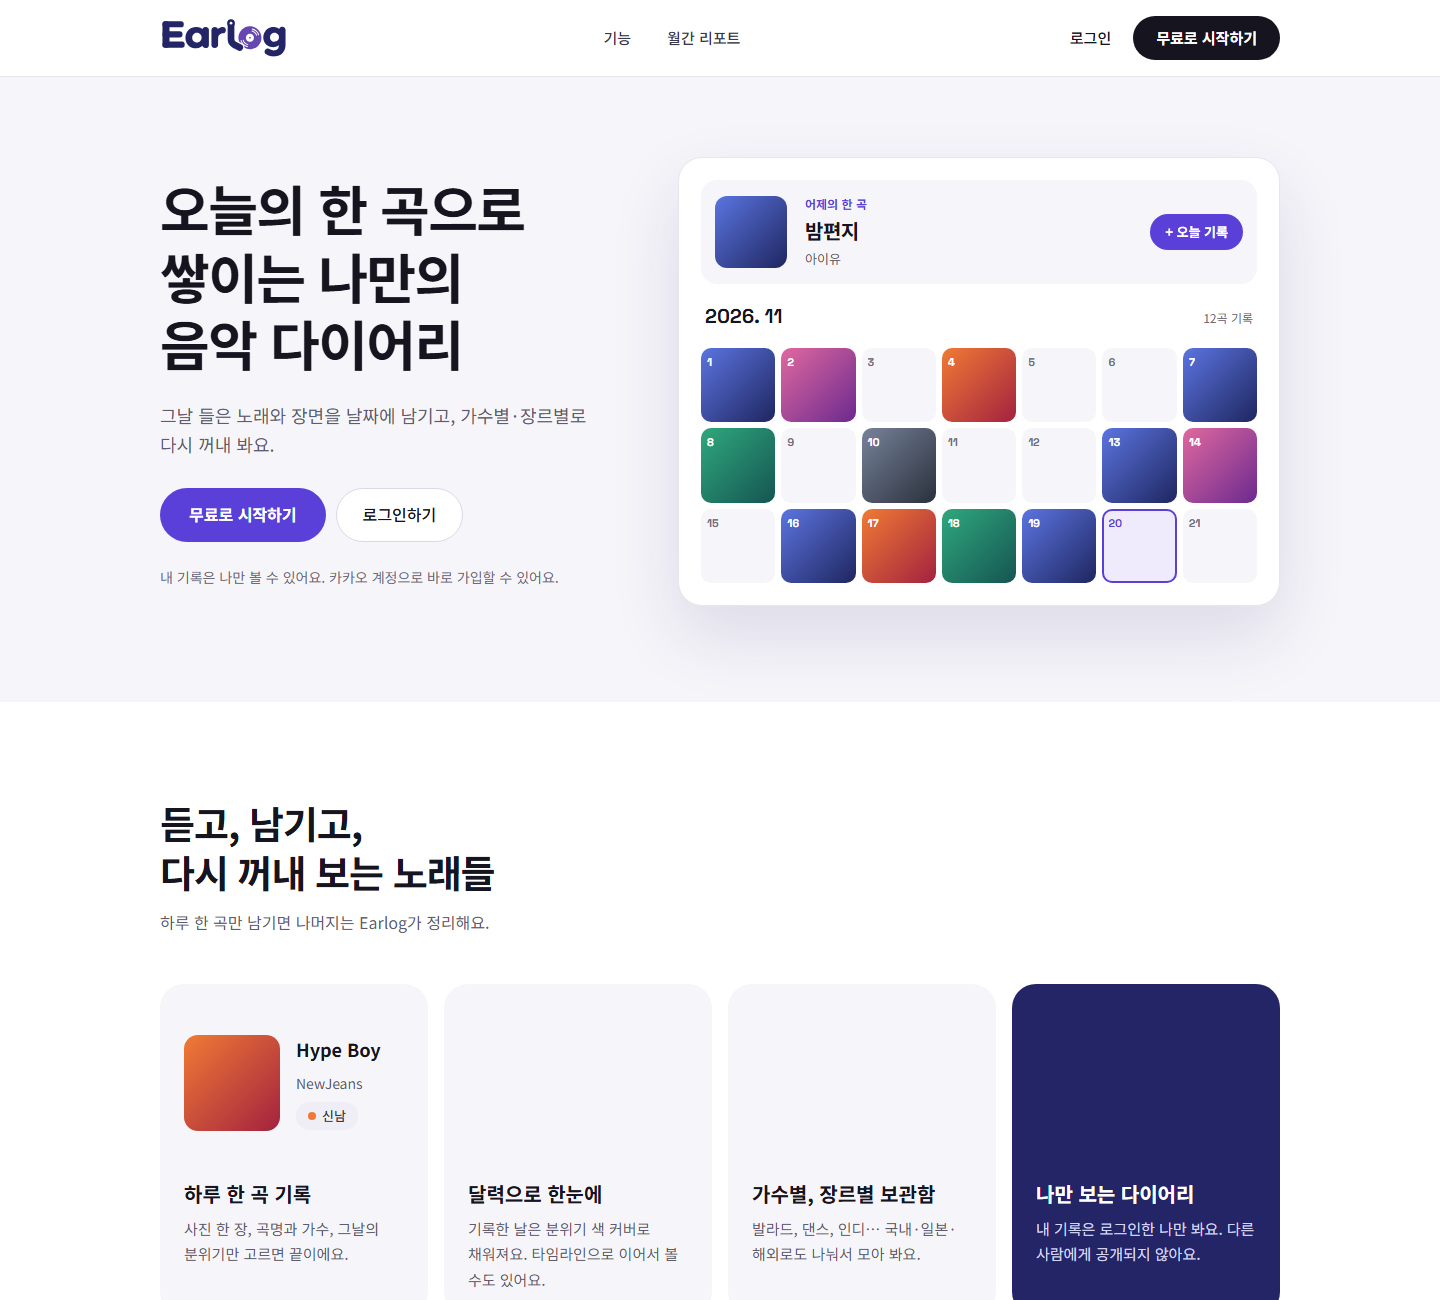 Earlog
기능
월간 리포트
로그인
무료로 시작하기
오늘의 한 곡으로
쌓이는 나만의
음악 다이어리
그날 들은 노래와 장면을 날짜에 남기고, 가수별·장르별로
다시 꺼내 봐요.
무료로 시작하기
로그인하기
내 기록은 나만 볼 수 있어요. 카카오 계정으로 바로 가입할 수 있어요.
어제의 한 곡
밤편지
아이유
+ 오늘 기록
2026. 11
12곡 기록
1 2 3 4 5 6 7
8 9 10 11 12 13 14
15 16 17 18 19 20 21
듣고, 남기고,
다시 꺼내 보는 노래들
하루 한 곡만 남기면 나머지는 Earlog가 정리해요.
Hype Boy
NewJeans
신남
하루 한 곡 기록
사진 한 장, 곡명과 가수, 그날의
분위기만 고르면 끝이에요.
달력으로 한눈에
기록한 날은 분위기 색 커버로
채워져요. 타임라인으로 이어서 볼
수도 있어요.
가수별, 장르별 보관함
발라드, 댄스, 인디… 국내·일본·
해외로도 나눠서 모아 봐요.
나만 보는 다이어리
내 기록은 로그인한 나만 봐요. 다른
사람에게 공개되지 않아요.